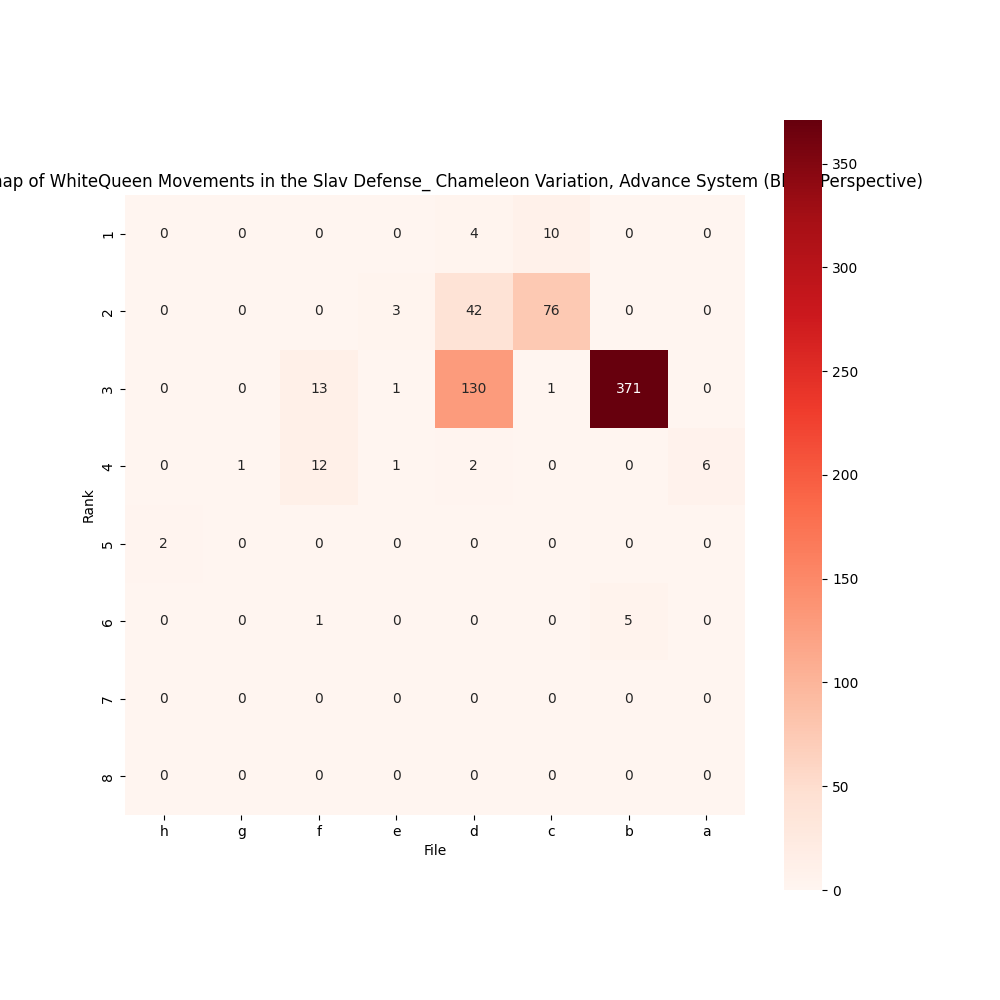 of WhiteQueen Movements in the Slav Defense_ Chameleon Variation, Advance System ( Perspective)
350
300
250
200
150
100
50
0
1 0 0 0 0 4 10 0 0
2 0 0 0 3 42 76 0 0
3 0 0 13 1 130 1 371 0
4 0 1 12 1 2 0 0 6
Rank
5 2 0 0 0 0 0 0 0
6 0 0 1 0 0 0 5 0
7 0 0 0 0 0 0 0 0
8 0 0 0 0 0 0 0 0
h g f e d c b a
File